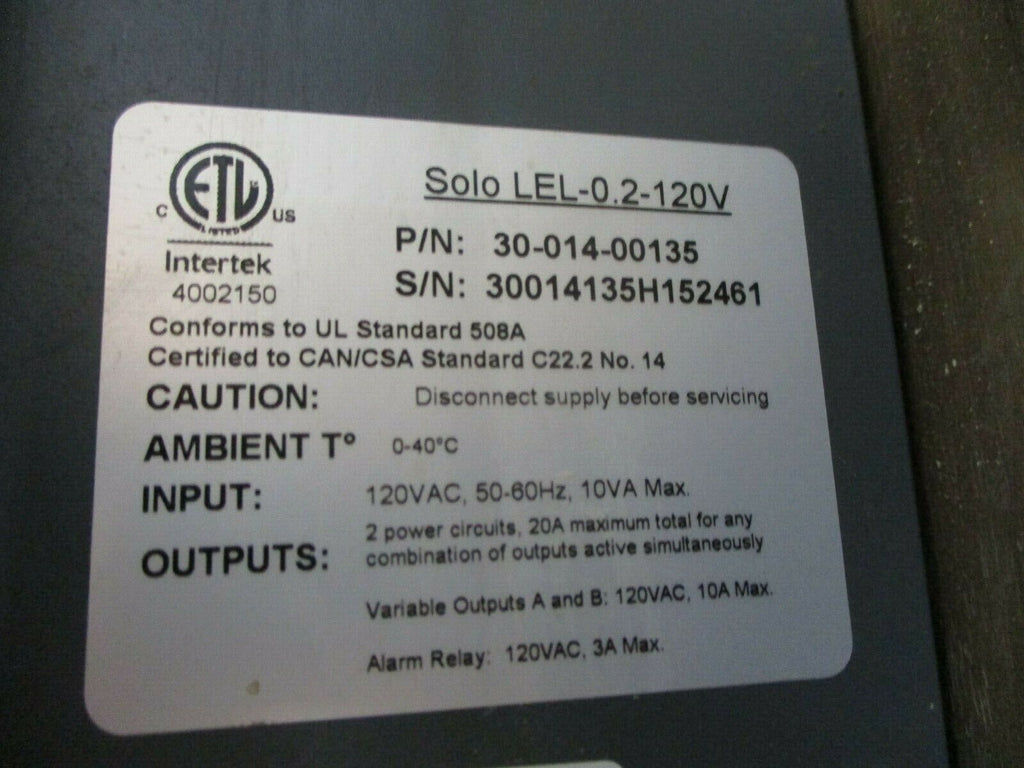 ETL
LISTED
C US
Intertek
4002150
Solo LEL-0.2-120V
P/N: 30-014-00135
S/N: 30014135H152461
Conforms to UL Standard 508A
Certified to CAN/CSA Standard C22.2 No. 14
CAUTION: Disconnect supply before servicing
AMBIENT T° 0-40°C
INPUT: 120VAC, 50-60Hz, 10VA Max.
OUTPUTS: 2 power circuits, 20A maximum total for any
combination of outputs active simultaneously
Variable Outputs A and B: 120VAC, 10A Max.
Alarm Relay: 120VAC, 3A Max.